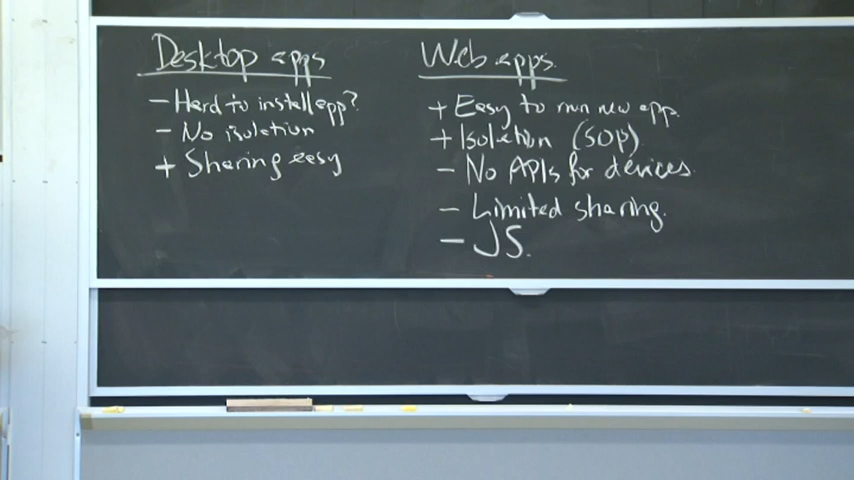 Desktop apps
- Hard to install app?
- No isolation
+ Sharing easy
Web apps.
+ Easy to run new app.
+ Isolation (SOP)
- No APIs for devices.
- Limited sharing.
- JS.